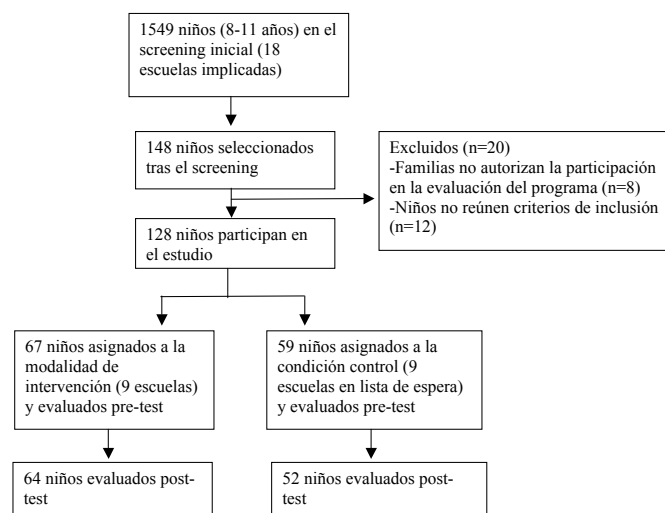 1549 niños (8-11 años) en el
screening inicial (18
escuelas implicadas)
148 niños seleccionados
tras el screening
Excluidos (n=20)
-Familias no autorizan la participación
en la evaluación del programa (n=8)
-Niños no reúnen criterios de inclusión
(n=12)
128 niños participan en
el estudio
67 niños asignados a la
modalidad de
intervención (9 escuelas)
y evaluados pre-test
59 niños asignados a la
condición control (9
escuelas en lista de espera)
y evaluados pre-test
64 niños evaluados post-
test
52 niños evaluados post-
test